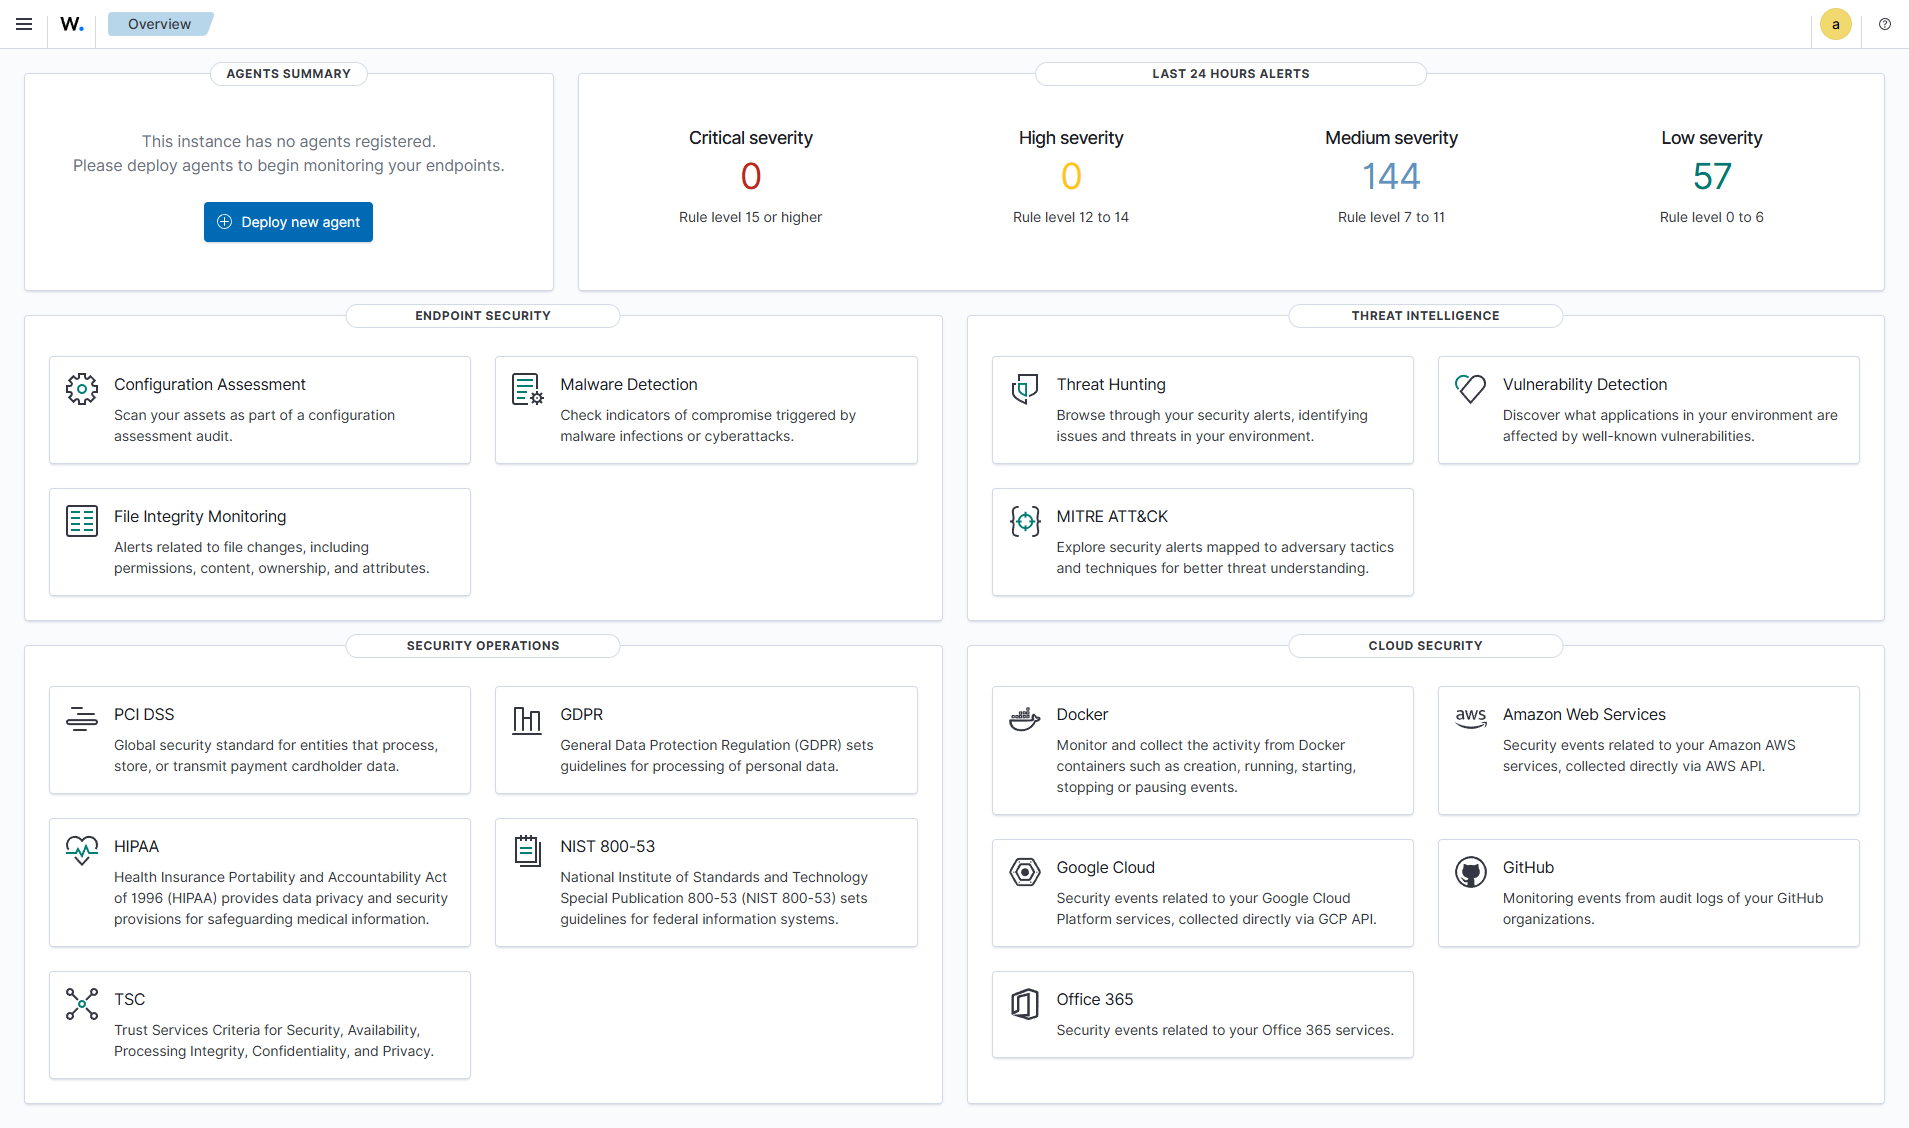 W.
Overview
a
AGENTS SUMMARY
This instance has no agents registered.
Please deploy agents to begin monitoring your endpoints.
Deploy new agent
LAST 24 HOURS ALERTS
Critical severity
0
Rule level 15 or higher
High severity
0
Rule level 12 to 14
Medium severity
144
Rule level 7 to 11
Low severity
57
Rule level 0 to 6
ENDPOINT SECURITY
Configuration Assessment
Scan your assets as part of a configuration
assessment audit.
Malware Detection
Check indicators of compromise triggered by
malware infections or cyberattacks.
File Integrity Monitoring
Alerts related to file changes, including
permissions, content, ownership, and attributes.
THREAT INTELLIGENCE
Threat Hunting
Browse through your security alerts, identifying
issues and threats in your environment.
Vulnerability Detection
Discover what applications in your environment are
affected by well-known vulnerabilities.
MITRE ATT&CK
Explore security alerts mapped to adversary tactics
and techniques for better threat understanding.
SECURITY OPERATIONS
PCI DSS
Global security standard for entities that process,
store, or transmit payment cardholder data.
GDPR
General Data Protection Regulation (GDPR) sets
guidelines for processing of personal data.
HIPAA
Health Insurance Portability and Accountability Act
of 1996 (HIPAA) provides data privacy and security
provisions for safeguarding medical information.
NIST 800-53
National Institute of Standards and Technology
Special Publication 800-53 (NIST 800-53) sets
guidelines for federal information systems.
TSC
Trust Services Criteria for Security, Availability,
Processing Integrity, Confidentiality, and Privacy.
CLOUD SECURITY
Docker
Monitor and collect the activity from Docker
containers such as creation, running, starting,
stopping or pausing events.
aws
Amazon Web Services
Security events related to your Amazon AWS
services, collected directly via AWS API.
Google Cloud
Security events related to your Google Cloud
Platform services, collected directly via GCP API.
GitHub
Monitoring events from audit logs of your GitHub
organizations.
Office 365
Security events related to your Office 365 services.